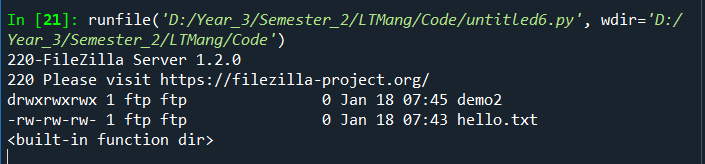 In [21]: runfile('D:/Year_3/Semester_2/LTMang/Code/untitled6.py', wdir='D:/
Year_3/Semester_2/LTMang/Code')
220-FileZilla Server 1.2.0
220 Please visit https://filezilla-project.org/
drwxrwxrwx 1 ftp ftp               0 Jan 18 07:45 demo2
-rw-rw-rw- 1 ftp ftp               0 Jan 18 07:43 hello.txt
<built-in function dir>